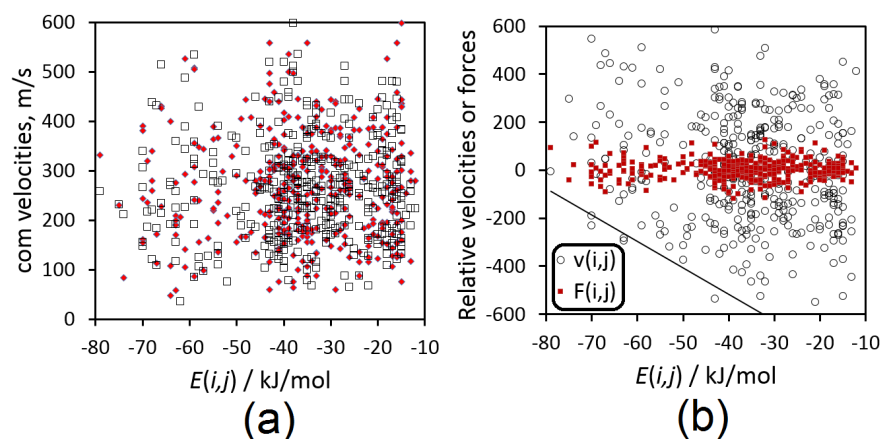 600
500
400
300
200
100
0
com velocities, m/s
-80 -70 -60 -50 -40 -30 -20 -10
E(i,j) / kJ/mol
(a)
600
400
200
0
-200
-400
-600
Relative velocities or forces
v(i,j)
F(i,j)
-80 -70 -60 -50 -40 -30 -20 -10
E(i,j) / kJ/mol
(b)